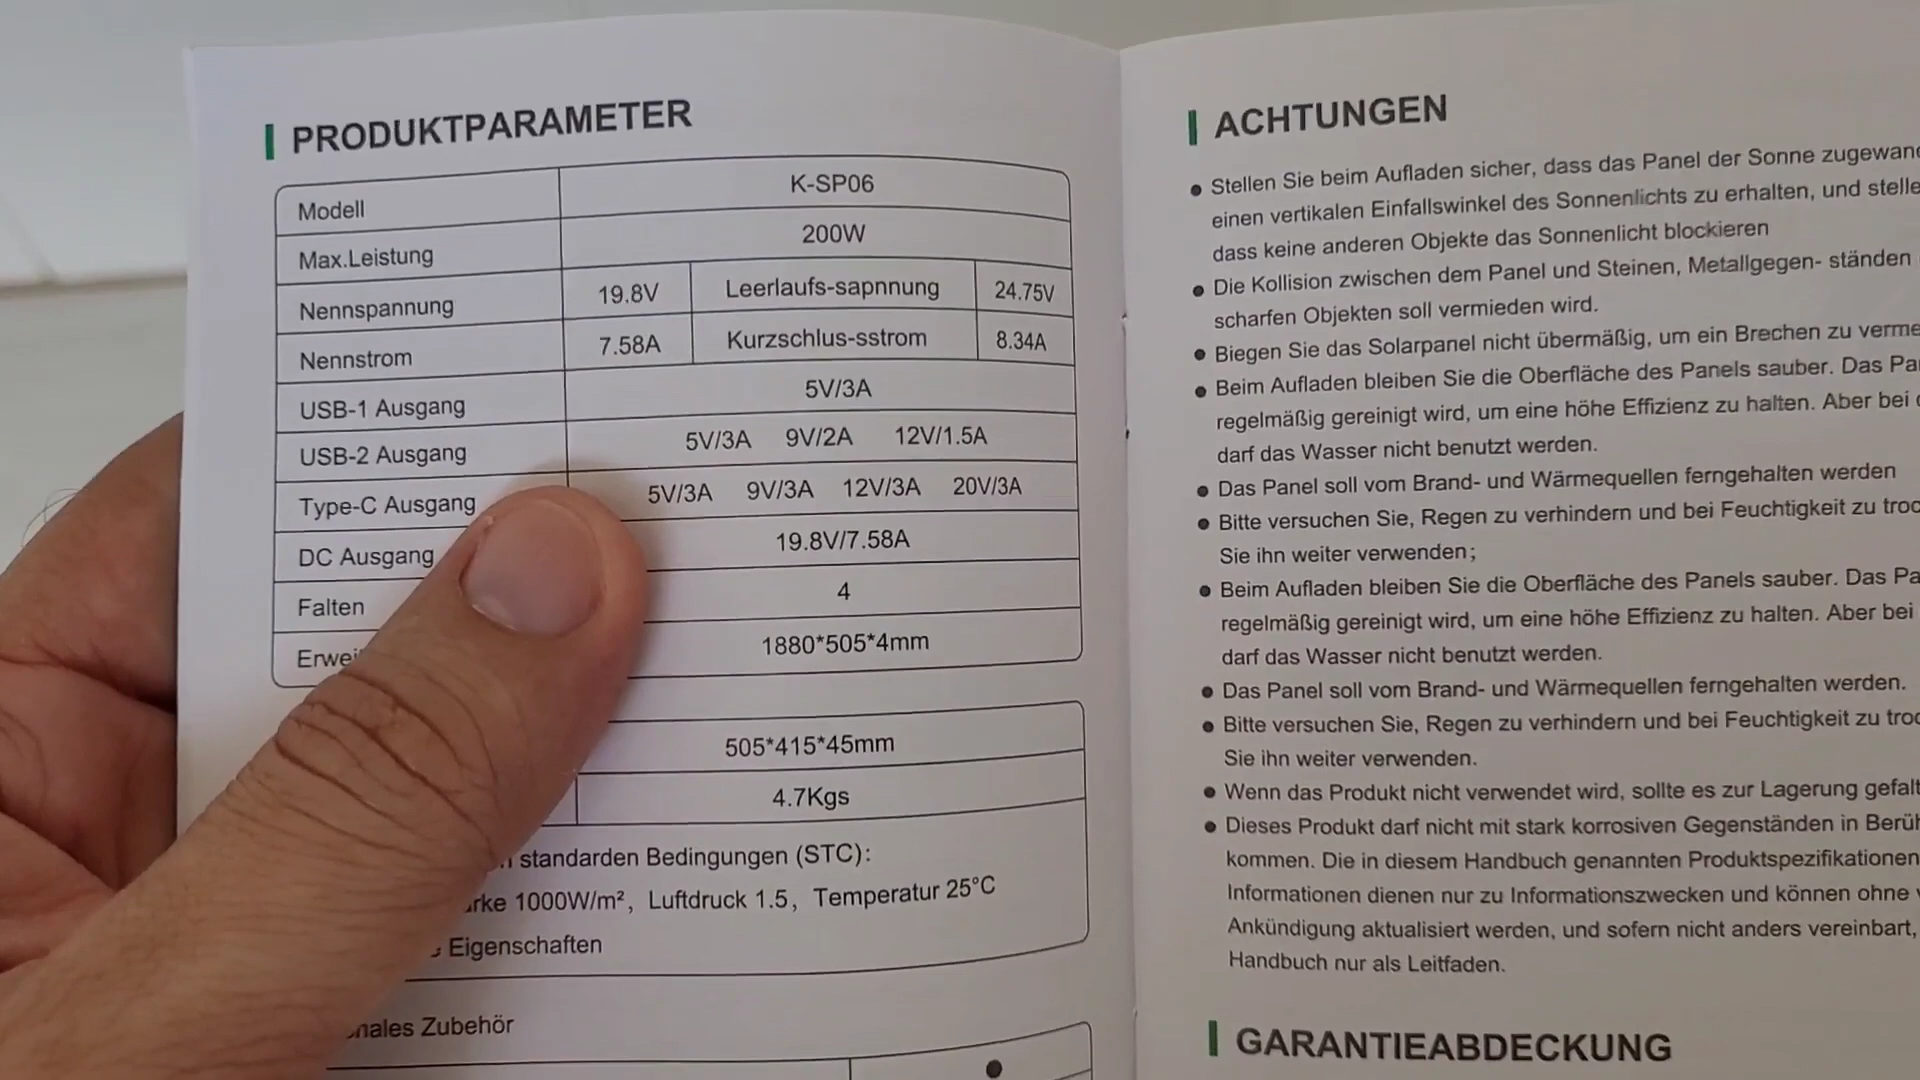 PRODUKTPARAMETER
Modell K-SP06
Max.Leistung 200W
Nennspannung 19.8V Leerlaufs-sapnnung 24.75V
Nennstrom 7.58A Kurzschlus-sstrom 8.34A
USB-1 Ausgang 5V/3A
USB-2 Ausgang 5V/3A 9V/2A 12V/1.5A
Type-C Ausgang 5V/3A 9V/3A 12V/3A 20V/3A
DC Ausgang 19.8V/7.58A
Falten 4
1880*505*4mm
505*415*45mm
4.7Kgs
standarden Bedingungen (STC):
1000W/m², Luftdruck 1.5, Temperatur 25°C
Eigenschaften
Zubehör
ACHTUNGEN
● Stellen Sie beim Aufladen sicher, dass das Panel der Sonne
einen vertikalen Einfallswinkel des Sonnenlichts zu erhalten, und
dass keine anderen Objekte das Sonnenlicht blockieren
● Die Kollision zwischen dem Panel und Steinen, Metallgegen- ständen
scharfen Objekten soll vermieden wird.
● Biegen Sie das Solarpanel nicht übermäßig, um ein Brechen zu
● Beim Aufladen bleiben Sie die Oberfläche des Panels sauber. Das
regelmäßig gereinigt wird, um eine höhe Effizienz zu halten. Aber bei
darf das Wasser nicht benutzt werden.
● Das Panel soll vom Brand- und Wärmequellen ferngehalten werden
● Bitte versuchen Sie, Regen zu verhindern und bei Feuchtigkeit zu
Sie ihn weiter verwenden;
● Beim Aufladen bleiben Sie die Oberfläche des Panels sauber. Das
regelmäßig gereinigt wird, um eine höhe Effizienz zu halten. Aber bei
darf das Wasser nicht benutzt werden.
● Das Panel soll vom Brand- und Wärmequellen ferngehalten werden.
● Bitte versuchen Sie, Regen zu verhindern und bei Feuchtigkeit zu
Sie ihn weiter verwenden.
● Wenn das Produkt nicht verwendet wird, sollte es zur Lagerung
● Dieses Produkt darf nicht mit stark korrosiven Gegenständen in
kommen. Die in diesem Handbuch genannten Produktspezifikationen
Informationen dienen nur zu Informationszwecken und können ohne
Ankündigung aktualisiert werden, und sofern nicht anders vereinbart,
Handbuch nur als Leitfaden.
GARANTIEABDECKUNG